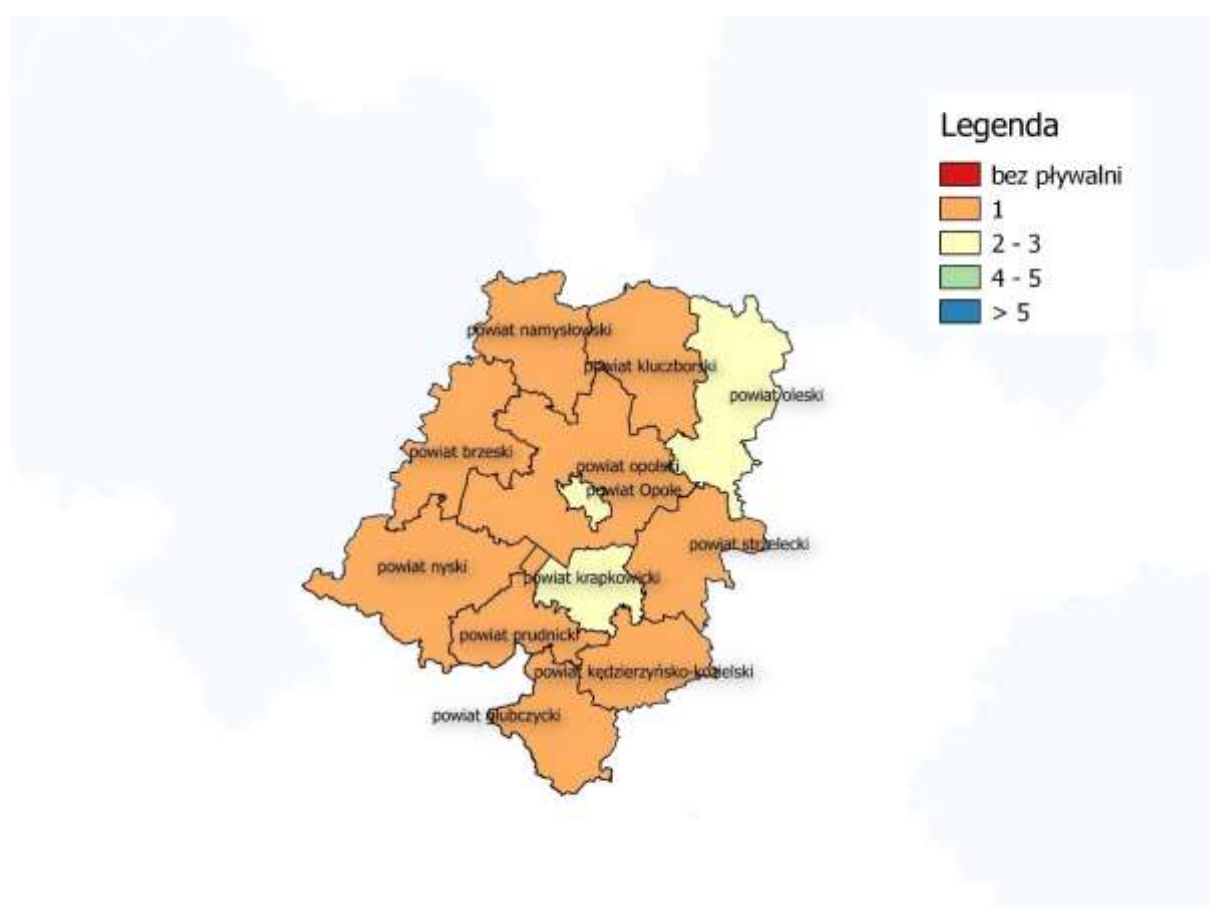 Legenda
bez pływalni
1
2 - 3
4 - 5
> 5
powiat namysłowski
powiat kluczborski
powiat oleski
powiat brzeski
powiat opolski
powiat Opole
powiat strzelecki
powiat nyski
powiat krapkowicki
powiat prudnicki
powiat kędzierzyńsko-kozielski
powiat głubczycki